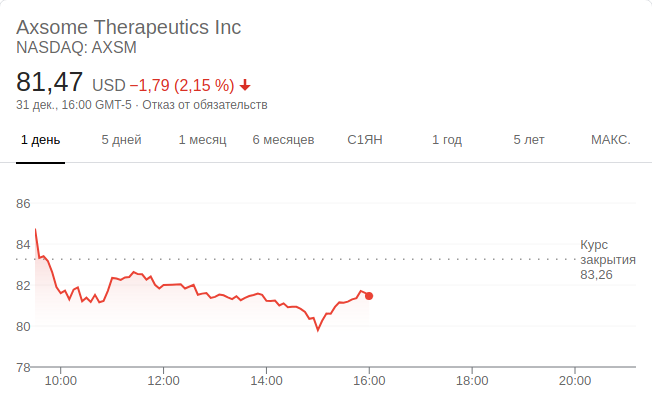 Axsome Therapeutics Inc
NASDAQ: AXSM
81,47 USD −1,79 (2,15 %)
31 дек., 16:00 GMT-5 · Отказ от обязательств
1 день 5 дней 1 месяц 6 месяцев С1ЯН 1 год 5 лет МАКС.
86
84
82
80
78
Курс
закрытия
83,26
10:00 12:00 14:00 16:00 18:00 20:00